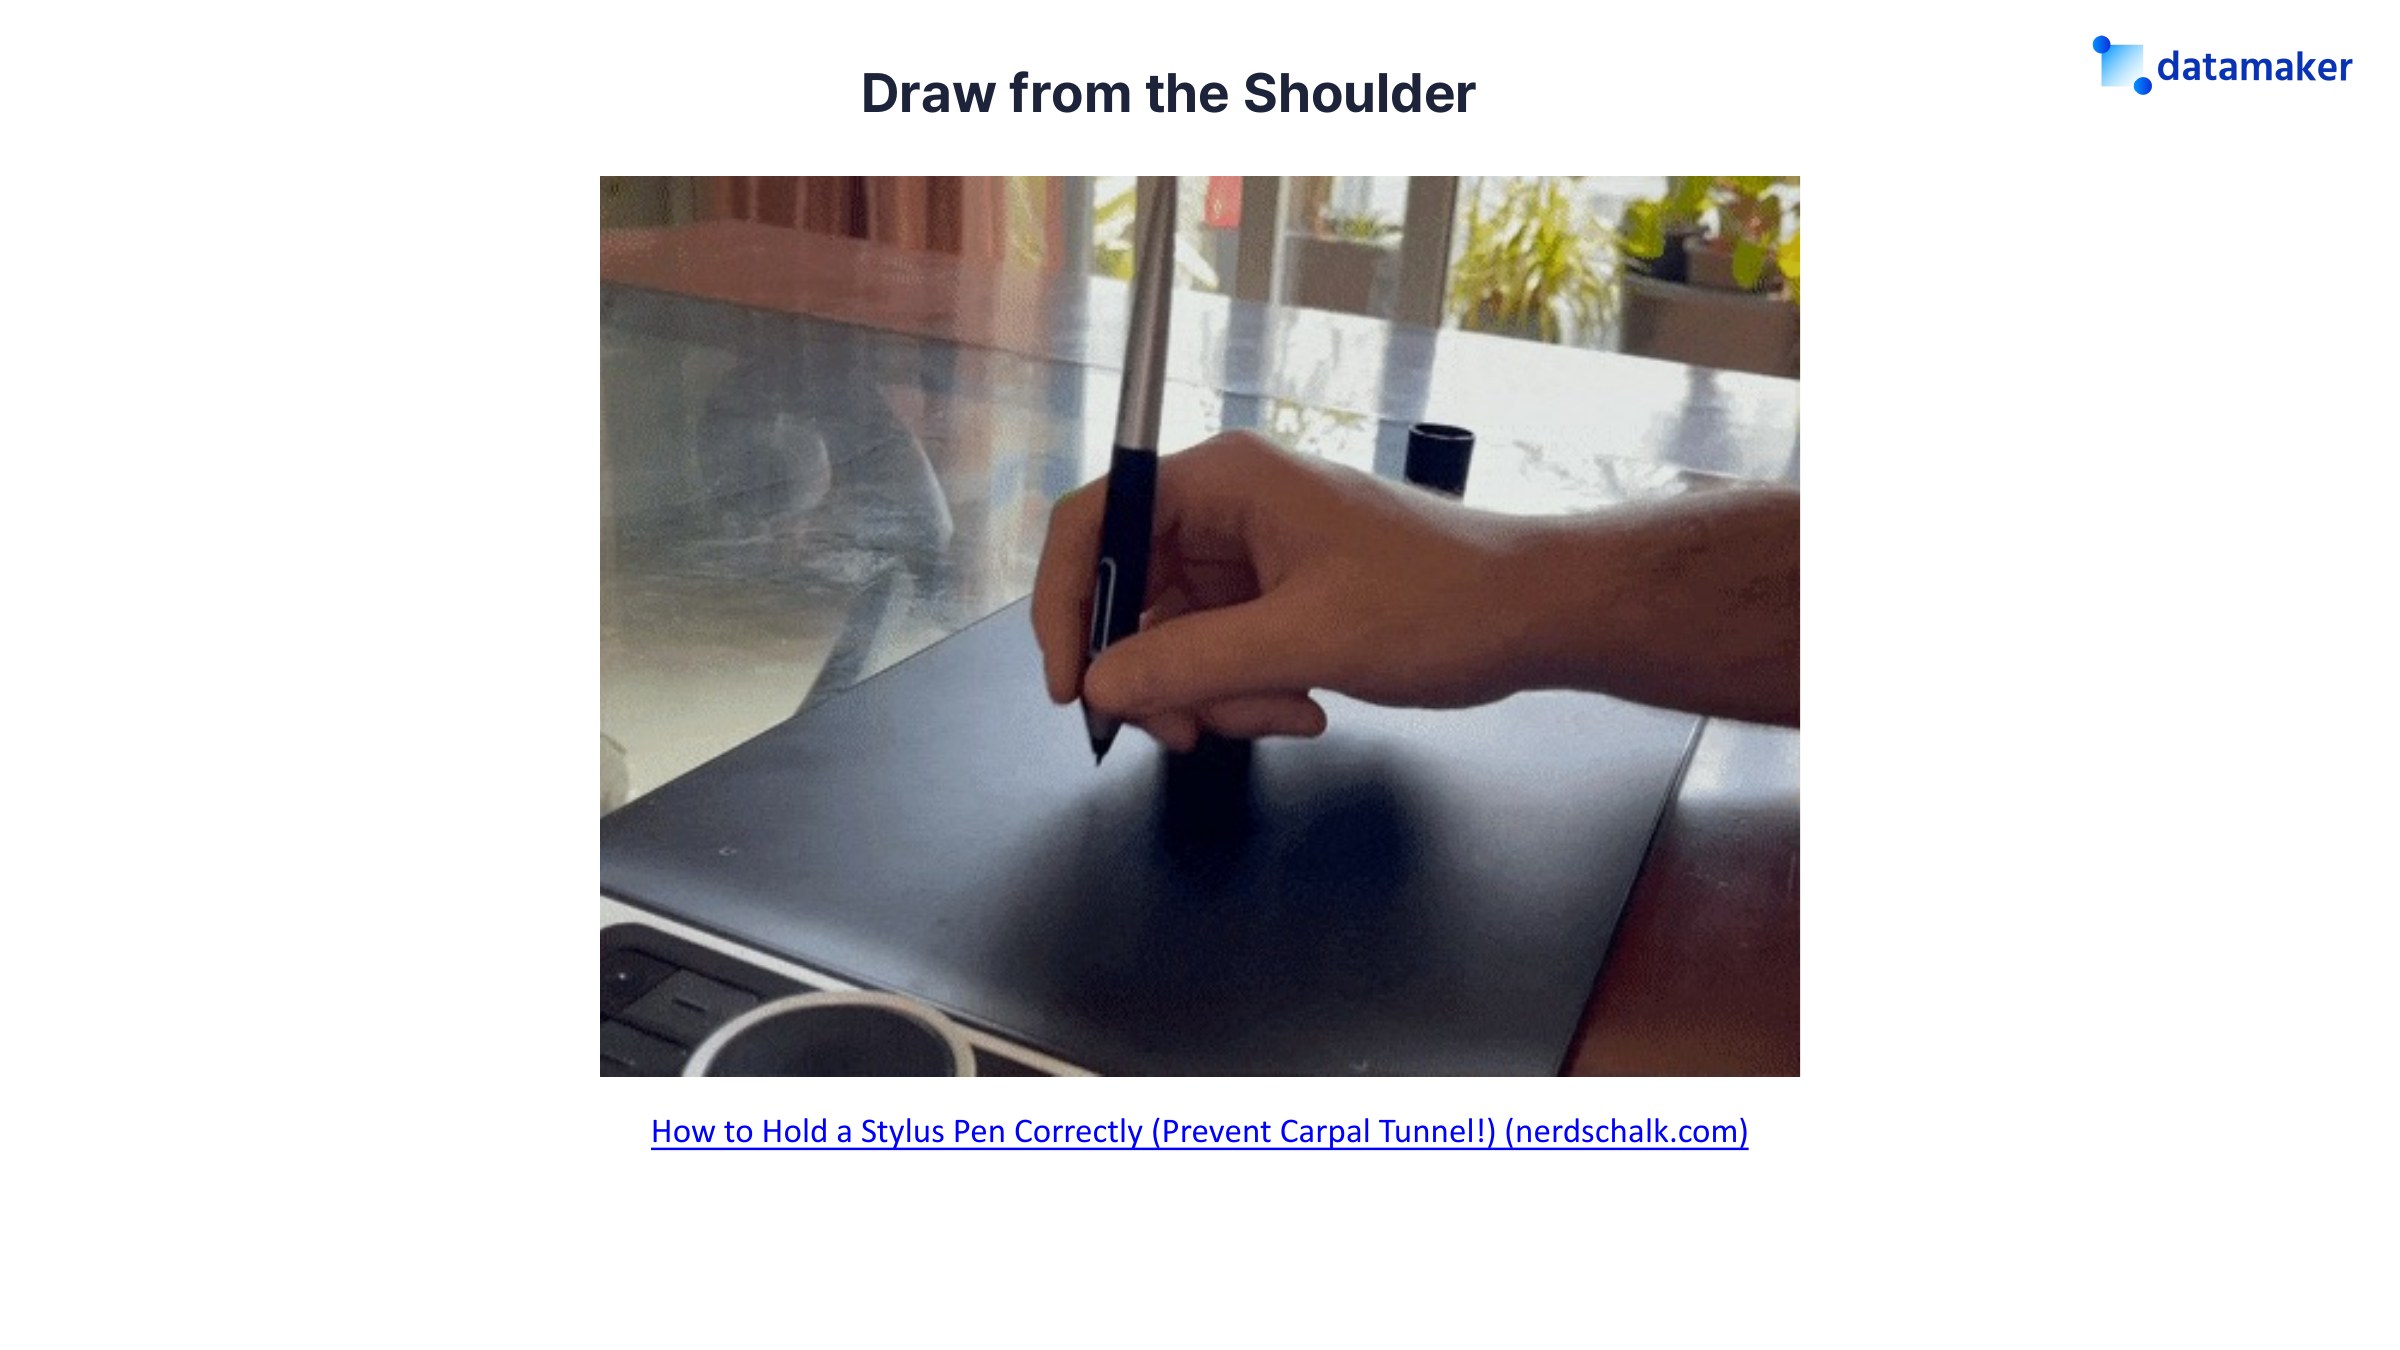 datamaker
Draw from the Shoulder
How to Hold a Stylus Pen Correctly (Prevent Carpal Tunnel!) (nerdschalk.com)